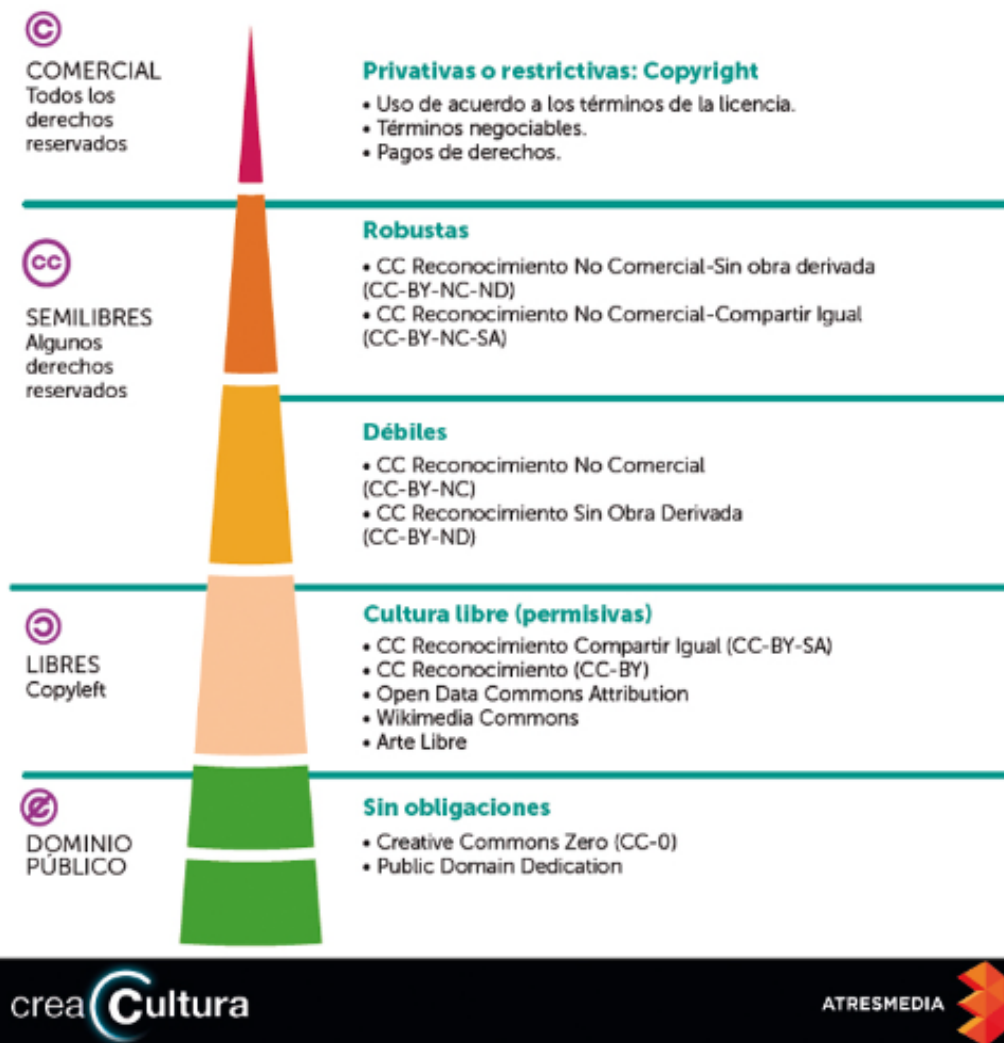 ©
COMERCIAL
Todos los
derechos
reservados
Privativas o restrictivas: Copyright
• Uso de acuerdo a los términos de la licencia.
• Términos negociables.
• Pagos de derechos.
cc
SEMILIBRES
Algunos
derechos
reservados
Robustas
• CC Reconocimiento No Comercial-Sin obra derivada
(CC-BY-NC-ND)
• CC Reconocimiento No Comercial-Compartir Igual
(CC-BY-NC-SA)
Débiles
• CC Reconocimiento No Comercial
(CC-BY-NC)
• CC Reconocimiento Sin Obra Derivada
(CC-BY-ND)
LIBRES
Copyleft
Cultura libre (permisivas)
• CC Reconocimiento Compartir Igual (CC-BY-SA)
• CC Reconocimiento (CC-BY)
• Open Data Commons Attribution
• Wikimedia Commons
• Arte Libre
DOMINIO
PÚBLICO
Sin obligaciones
• Creative Commons Zero (CC-0)
• Public Domain Dedication
crea Cultura
ATRESMEDIA